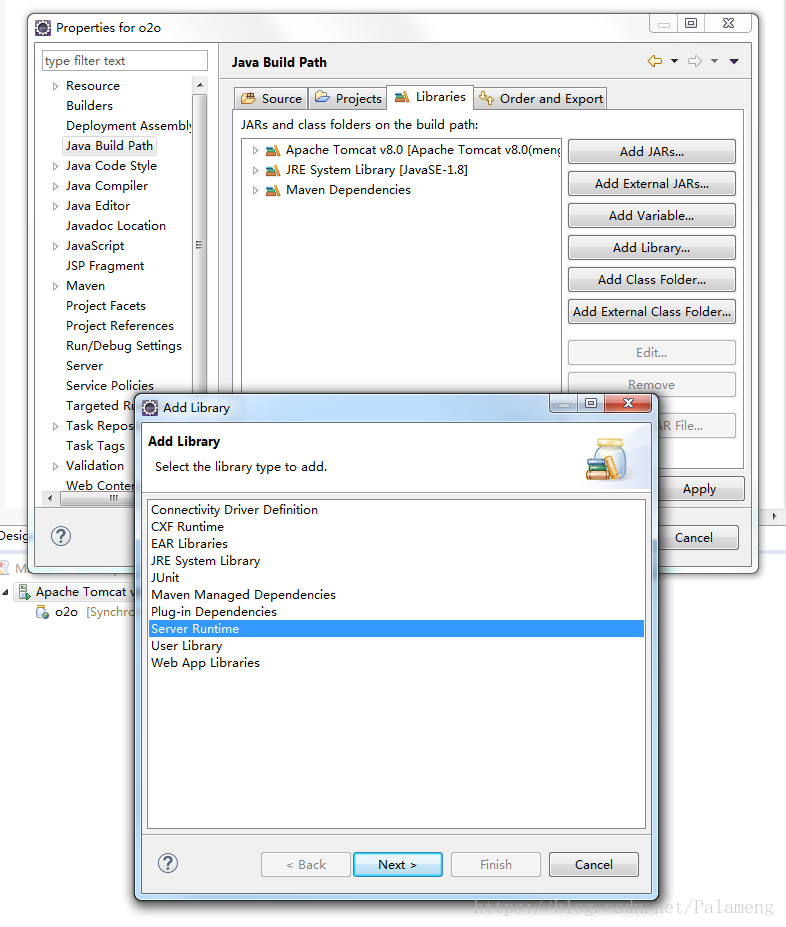 Properties for o2o
type filter text
Resource
Builders
Deployment Assembly
Java Build Path
Java Code Style
Java Compiler
Java Editor
Javadoc Location
JavaScript
JSP Fragment
Maven
Project Facets
Project References
Run/Debug Settings
Server
Service Policies
Targeted Ru
Task Repos
Task Tags
Validation
Web Conten
Java Build Path
Source Projects Libraries Order and Export
JARs and class folders on the build path:
Apache Tomcat v8.0 [Apache Tomcat v8.0(meng
JRE System Library [JavaSE-1.8]
Maven Dependencies
Add JARs...
Add External JARs...
Add Variable...
Add Library...
Add Class Folder...
Add External Class Folder...
Edit...
Remove
AR File...
Apply
Cancel
Desig
M
Apache Tomcat v
o2o [Synchro
Add Library
Add Library
Select the library type to add.
Connectivity Driver Definition
CXF Runtime
EAR Libraries
JRE System Library
JUnit
Maven Managed Dependencies
Plug-in Dependencies
Server Runtime
User Library
Web App Libraries
< Back Next > Finish Cancel
https://blog.csdn.net/Palameng